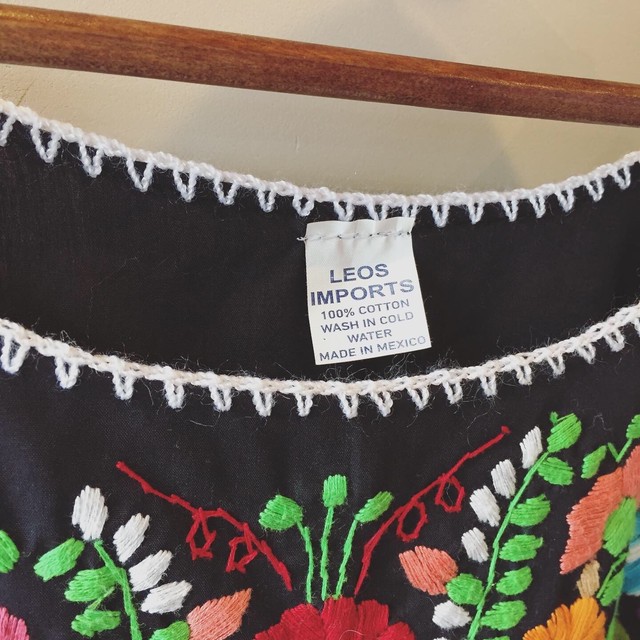 LEOS
IMPORTS
100% COTTON
WASH IN COLD
WATER
MADE IN MEXICO